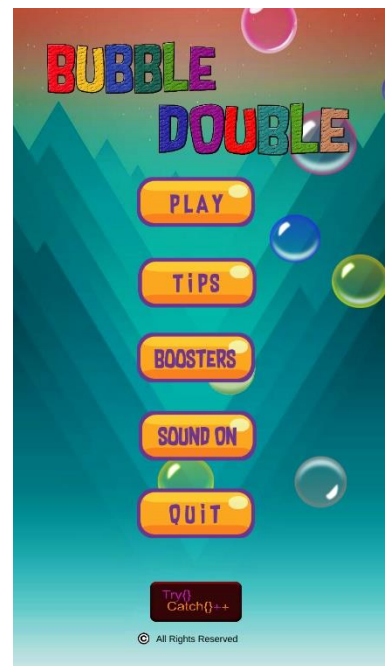 BUBBLE
DOUBLE
PLAY
TiPS
BOOSTERS
SOUND ON
QUiT
Try{}
Catch{}++
© All Rights Reserved